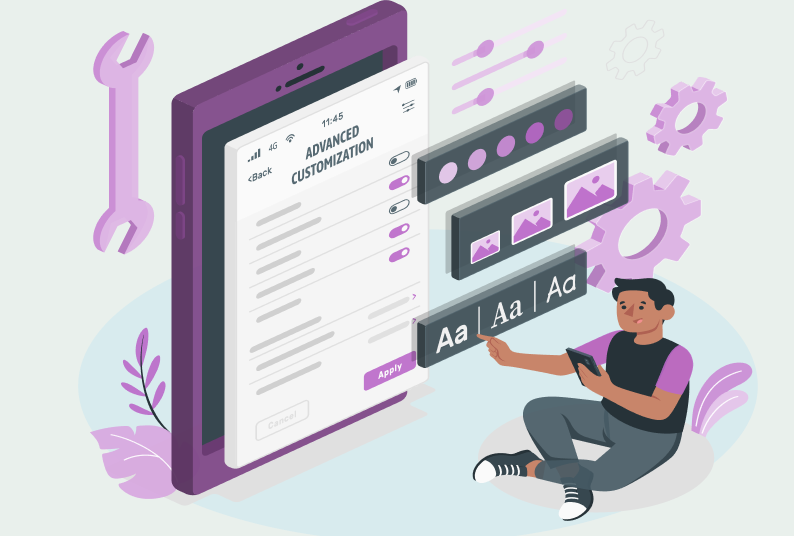 4G
11:45
<Back
ADVANCED
CUSTOMIZATION
Aa Aa Aa
Apply
Cancel